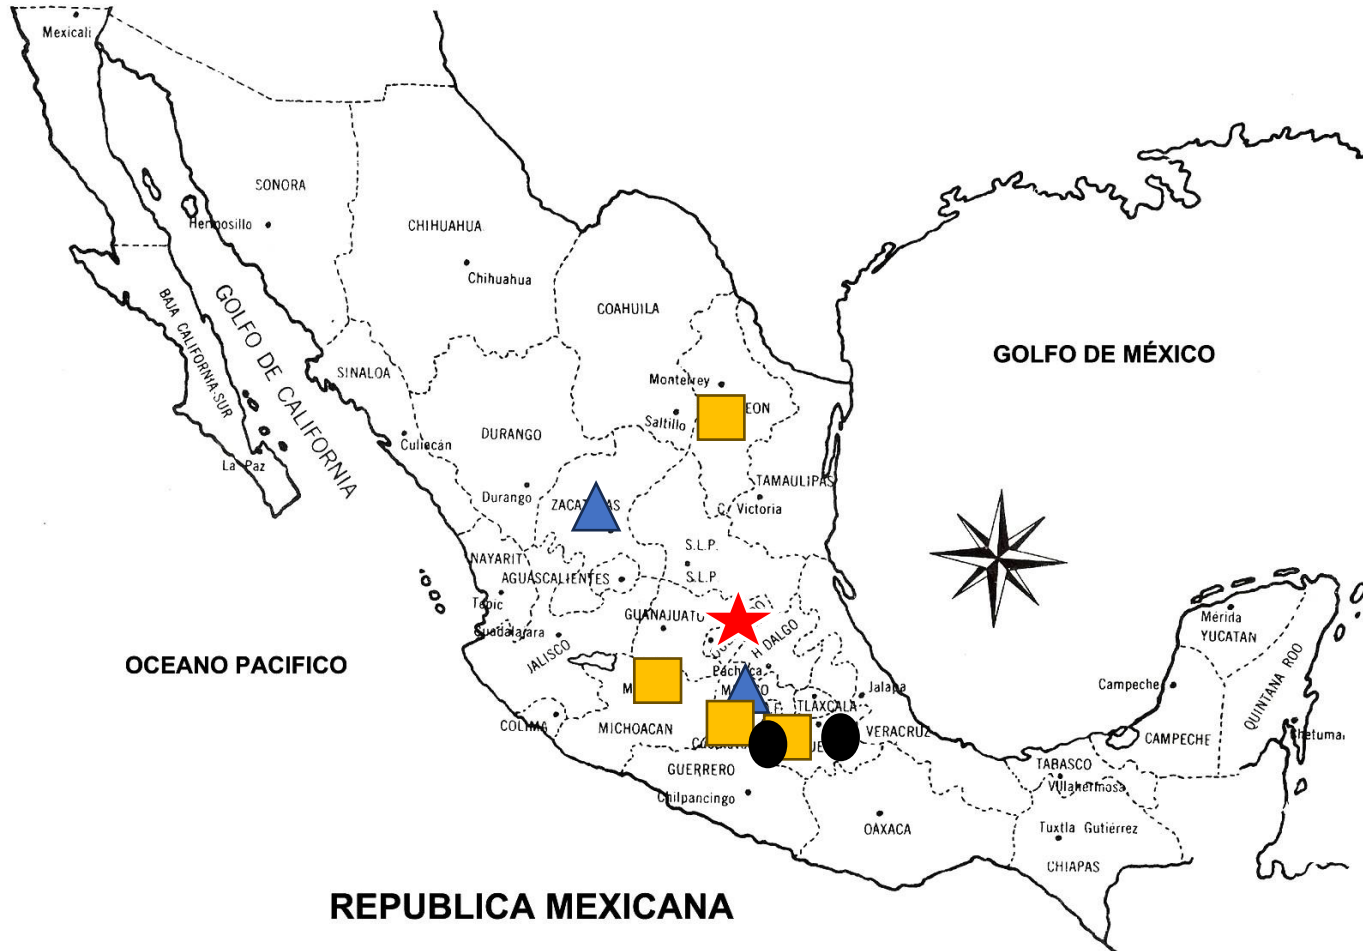 Mexicali
SONORA
Hermosillo
CHIHUAHUA
Chihuahua
COAHUILA
BAJA CALIFORNIA-SUR
GOLFO DE CALIFORNIA
GOLFO DE MÉXICO
SINALOA
Monterrey
EON
Saltillo
Culiacán
DURANGO
La Paz
TAMAULIPAS
Durango
C. Victoria
S.L.P.
NAYARIT
S.L.P
AGUASCALIENTES
Tepic
GUANAJUATO
Guadalajara
HIDALGO
JALISCO
Mérida
YUCATAN
OCEANO PACIFICO
Pachuca
Jalapa
Campeche
QUINTANA ROO
TLAXCALA
COLIMA
MICHOACAN
VERACRUZ
CAMPECHE
Chetumal
GUERRERO
TABASCO
Villahermosa
Chilpancingo
OAXACA
Tuxtla Gutiérrez
CHIAPAS
REPUBLICA MEXICANA